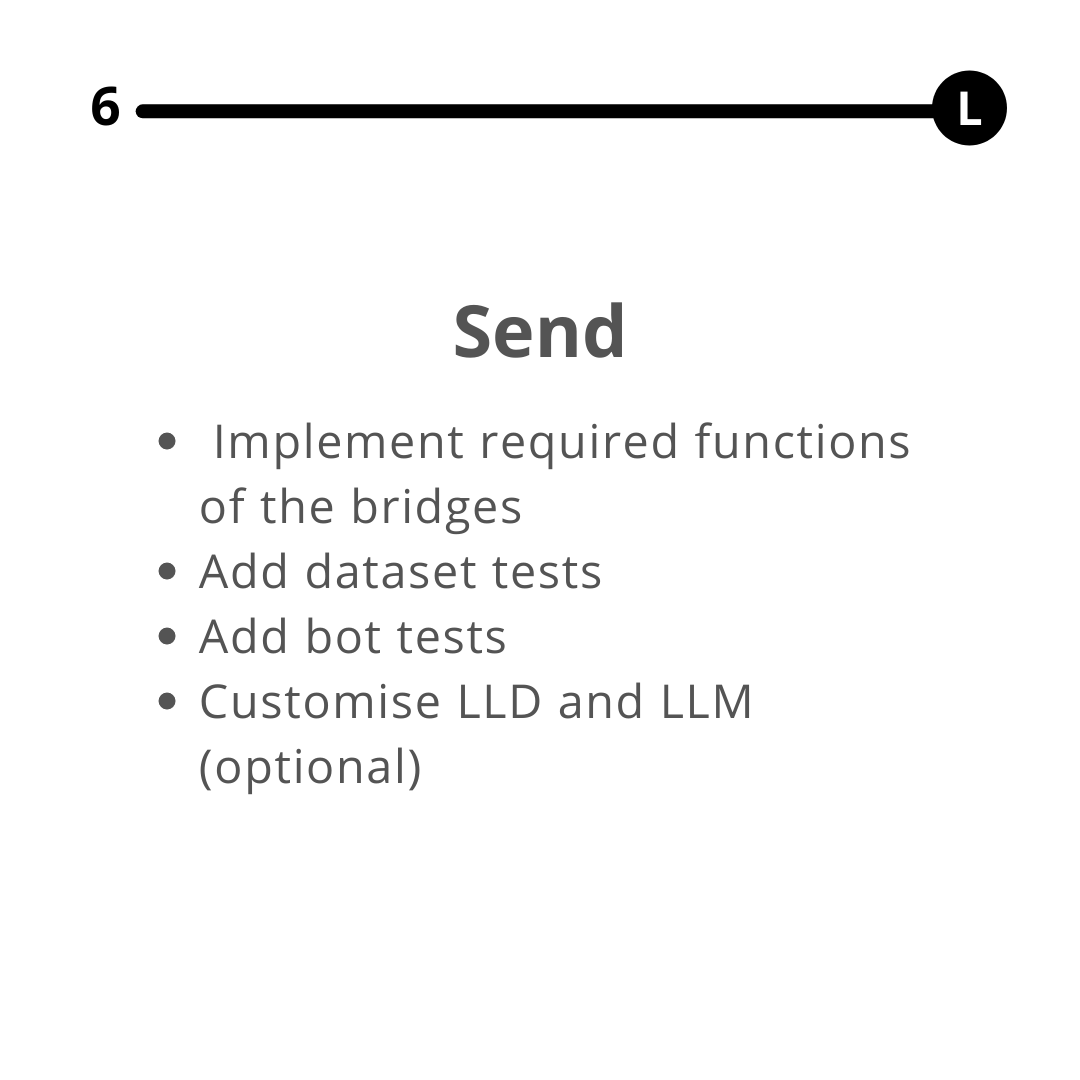 6
L
Send
• Implement required functions
of the bridges
• Add dataset tests
• Add bot tests
• Customise LLD and LLM
(optional)